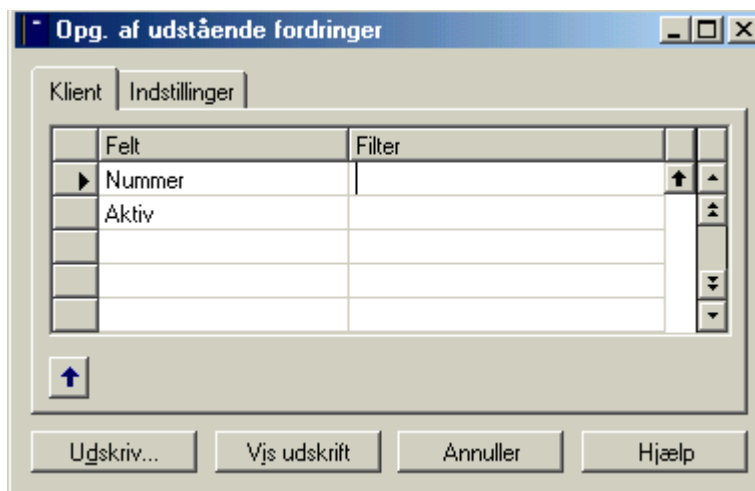 Opg. af udstående fordringer
Klient Indstillinger
Felt Filter
Nummer
Aktiv
Udskriv... Vis udskrift Annuller Hjælp